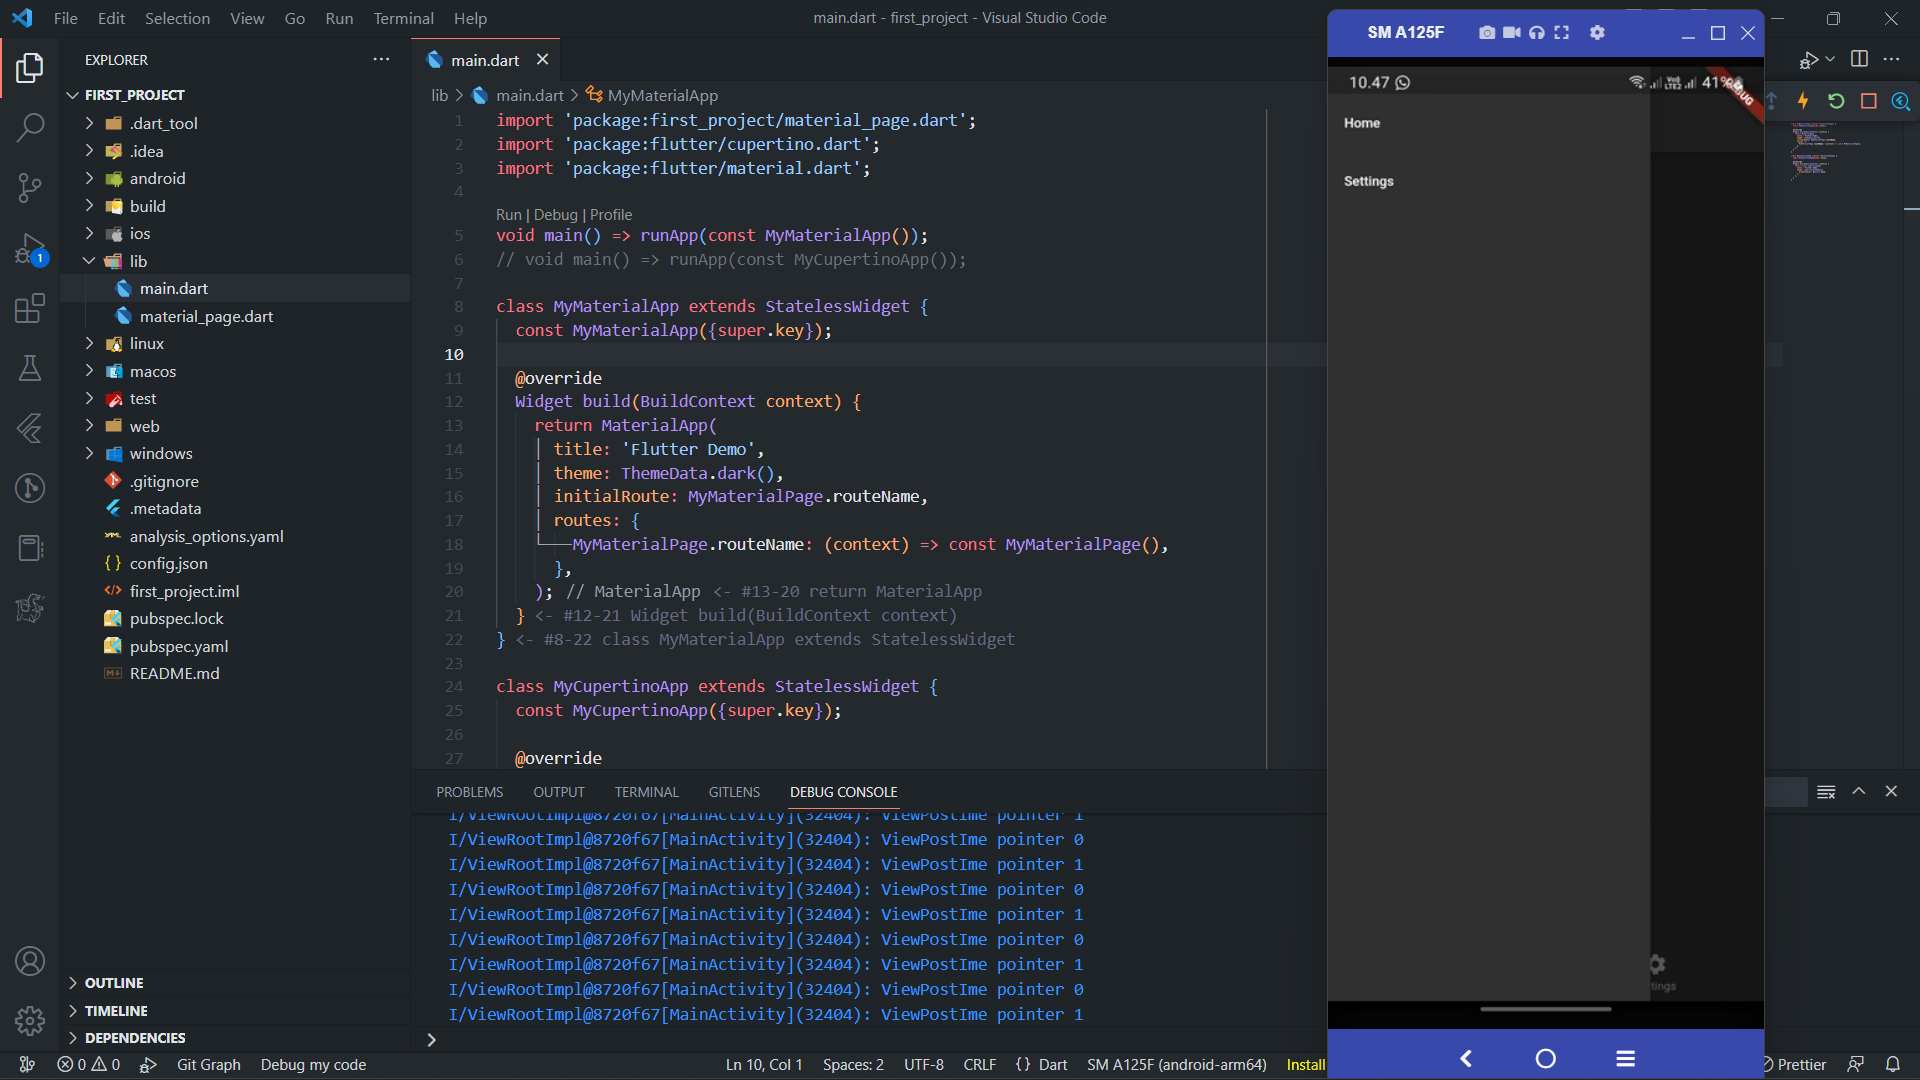 File Edit Selection View Go Run Terminal Help
main.dart - first_project - Visual Studio Code
EXPLORER
FIRST_PROJECT
.dart_tool
.idea
android
build
ios
lib
main.dart
material_page.dart
linux
macos
test
web
windows
.gitignore
.metadata
analysis_options.yaml
config.json
first_project.iml
pubspec.lock
pubspec.yaml
README.md
OUTLINE
TIMELINE
DEPENDENCIES
1
main.dart
lib > main.dart > MyMaterialApp
1 import 'package:first_project/material_page.dart';
2 import 'package:flutter/cupertino.dart';
3 import 'package:flutter/material.dart';
4
Run | Debug | Profile
5 void main() => runApp(const MyMaterialApp());
6 // void main() => runApp(const MyCupertinoApp());
7
8 class MyMaterialApp extends StatelessWidget {
9 const MyMaterialApp({super.key});
10
11 @override
12 Widget build(BuildContext context) {
13 return MaterialApp(
14 title: 'Flutter Demo',
15 theme: ThemeData.dark(),
16 initialRoute: MyMaterialPage.routeName,
17 routes: {
18 MyMaterialPage.routeName: (context) => const MyMaterialPage(),
19 },
20 ); // MaterialApp <- #13-20 return MaterialApp
21 } <- #12-21 Widget build(BuildContext context)
22 } <- #8-22 class MyMaterialApp extends StatelessWidget
23
24 class MyCupertinoApp extends StatelessWidget {
25 const MyCupertinoApp({super.key});
26
27 @override
PROBLEMS OUTPUT TERMINAL GITLENS DEBUG CONSOLE
I/ViewRootImpl@8720f67[MainActivity](32404): ViewPostIme pointer 1
I/ViewRootImpl@8720f67[MainActivity](32404): ViewPostIme pointer 0
I/ViewRootImpl@8720f67[MainActivity](32404): ViewPostIme pointer 1
I/ViewRootImpl@8720f67[MainActivity](32404): ViewPostIme pointer 0
I/ViewRootImpl@8720f67[MainActivity](32404): ViewPostIme pointer 1
I/ViewRootImpl@8720f67[MainActivity](32404): ViewPostIme pointer 0
I/ViewRootImpl@8720f67[MainActivity](32404): ViewPostIme pointer 1
I/ViewRootImpl@8720f67[MainActivity](32404): ViewPostIme pointer 0
I/ViewRootImpl@8720f67[MainActivity](32404): ViewPostIme pointer 1
SM A125F
10.47
LTE2 41%
Home
Settings
tings
0 0 Git Graph Debug my code
Ln 10, Col 1 Spaces: 2 UTF-8 CRLF {} Dart SM A125F (android-arm64) Install
Prettier